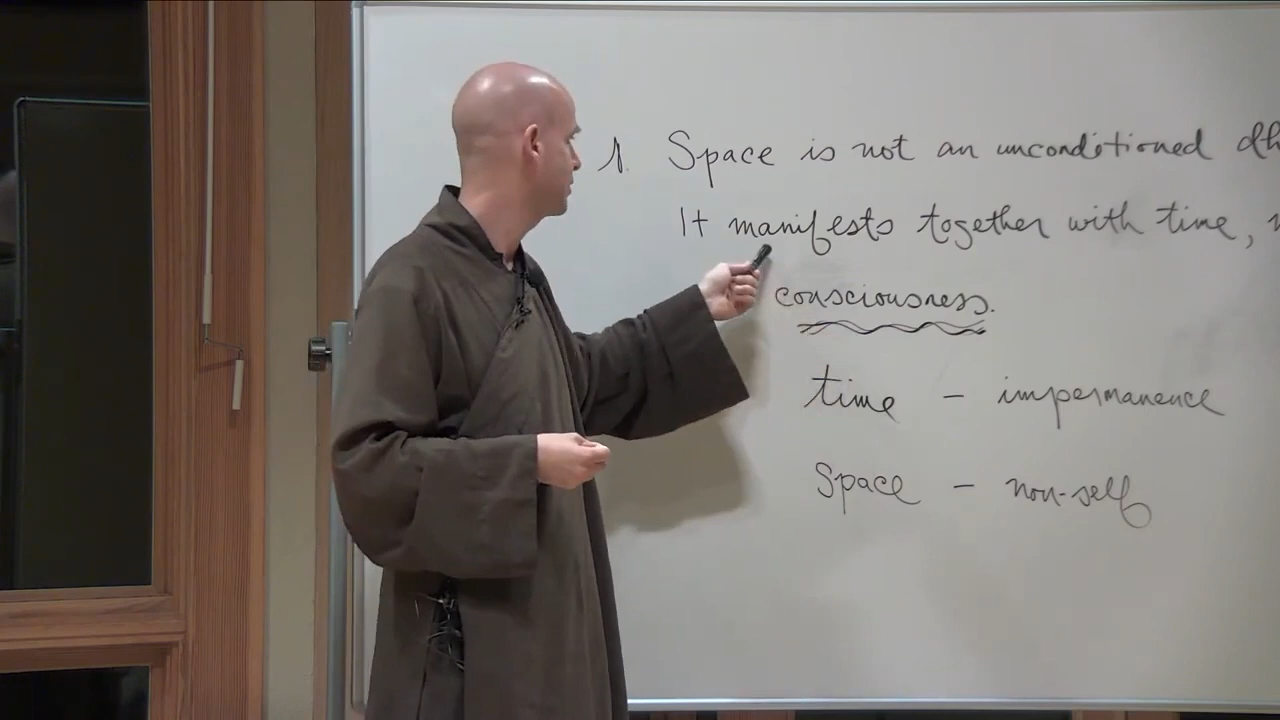 1. Space is not an unconditioned
It manifests together with time,
consciousness.
time - impermanence
Space - non-self